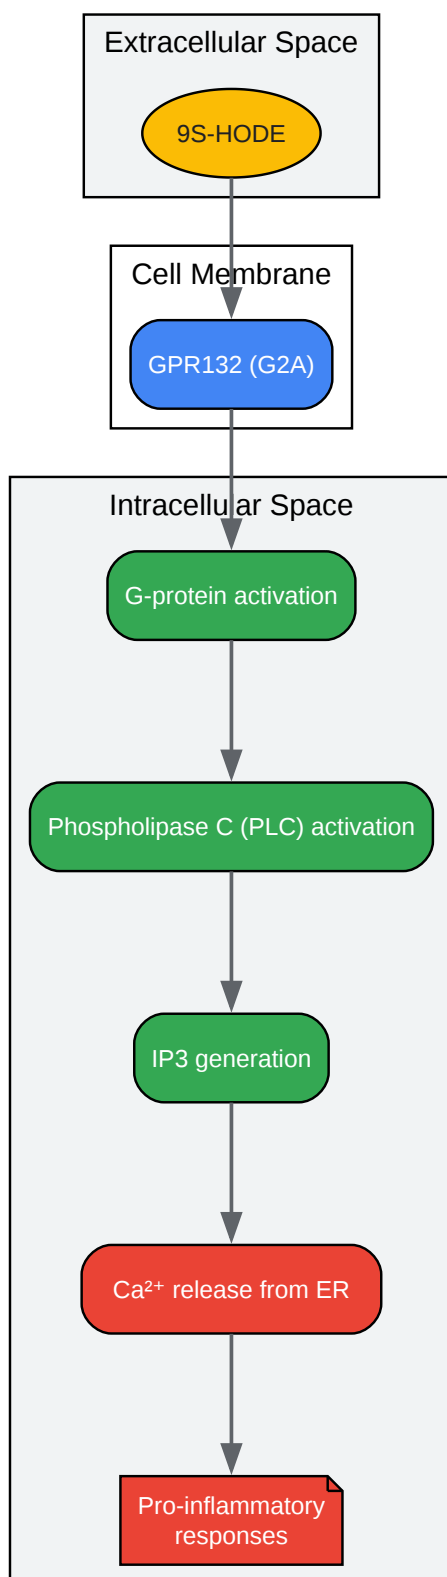 Extracellular Space
9S-HODE
Cell Membrane
GPR132 (G2A)
Intracellular Space
G-protein activation
Phospholipase C (PLC) activation
IP3 generation
Ca²⁺ release from ER
Pro-inflammatory
responses